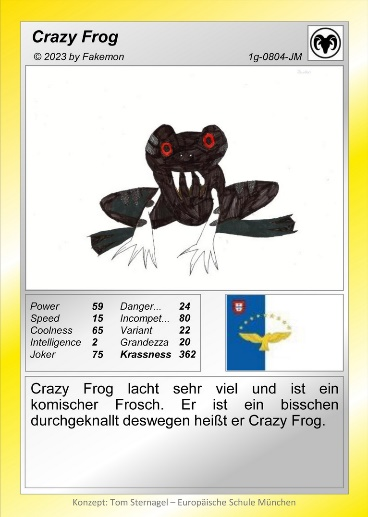 Crazy Frog
© 2023 by Fakemon 1g-0804-JM
Power 59 Danger... 24
Speed 15 Incompet... 80
Coolness 65 Variant 22
Intelligence 2 Grandezza 20
Joker 75 Krassness 362
Crazy Frog lacht sehr viel und ist ein
komischer Frosch. Er ist ein bisschen
durchgeknallt deswegen heißt er Crazy Frog.
Konzept: Tom Sternagel – Europäische Schule München